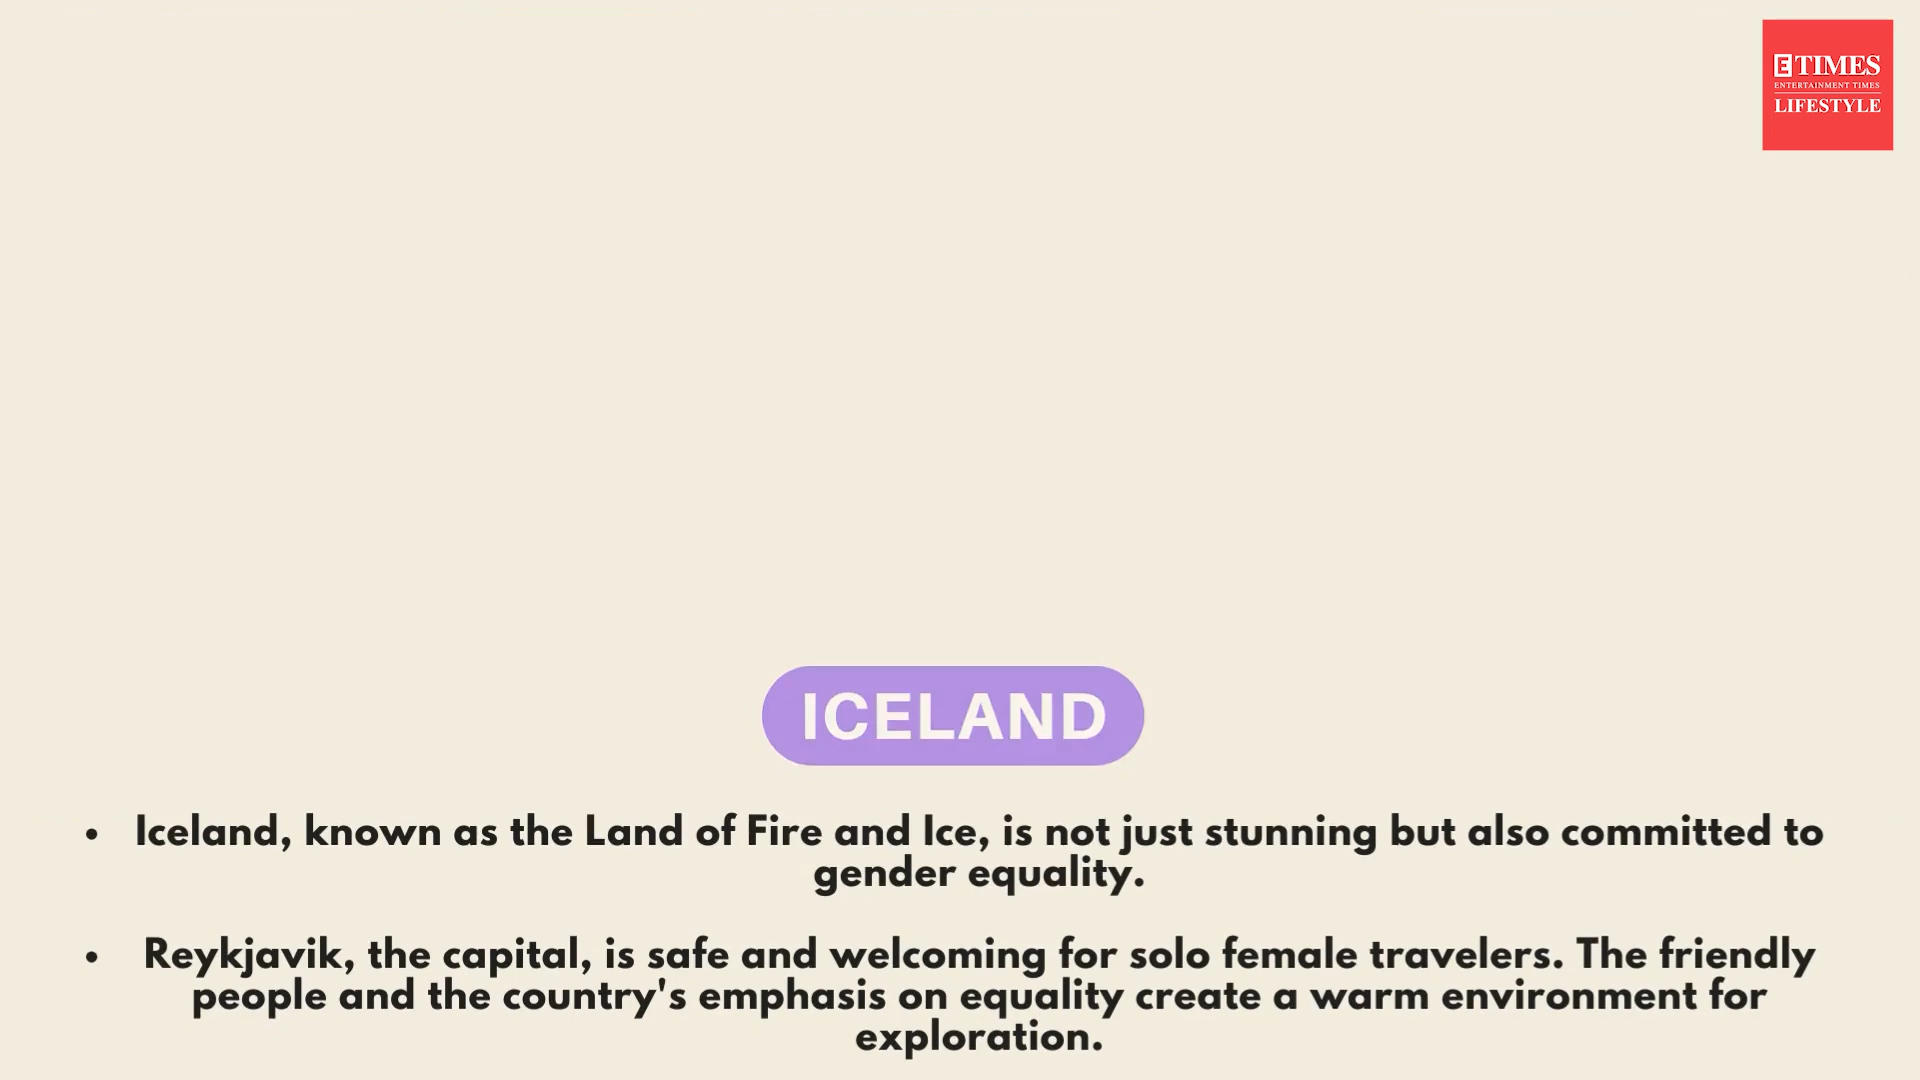 ETIMES
ENTERTAINMENT TIMES
LIFESTYLE
ICELAND
• Iceland, known as the Land of Fire and Ice, is not just stunning but also committed to
gender equality.
• Reykjavik, the capital, is safe and welcoming for solo female travelers. The friendly
people and the country's emphasis on equality create a warm environment for
exploration.